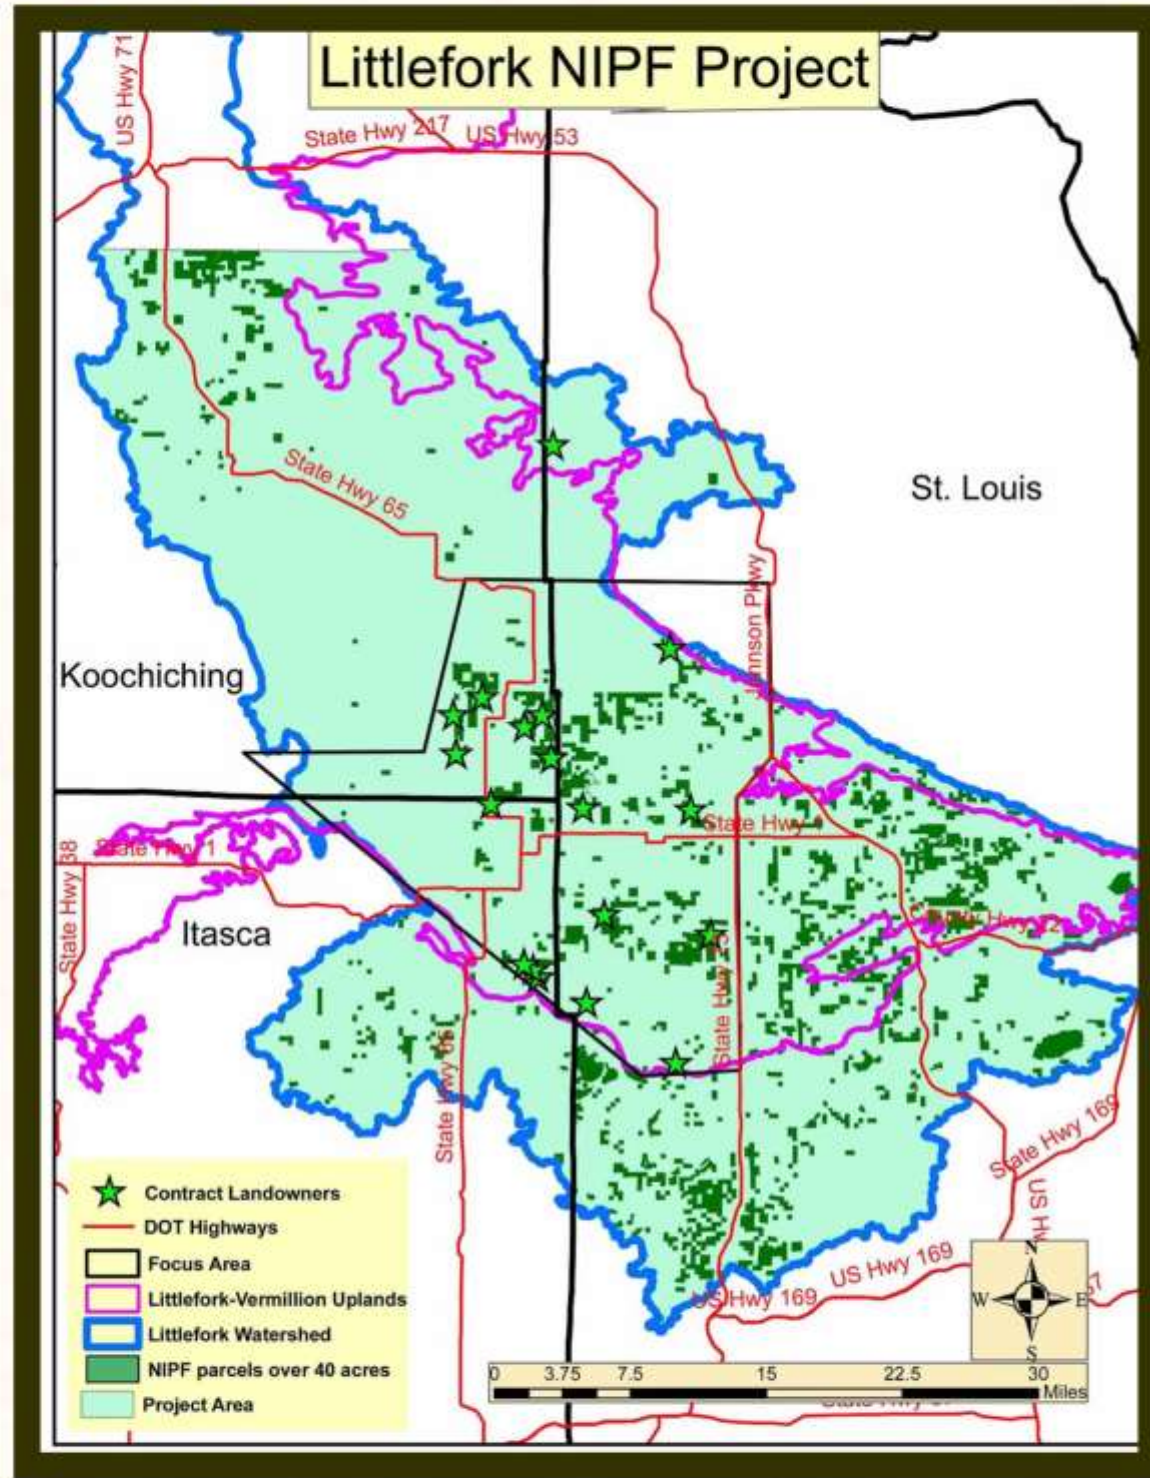 Littlefork NIPF Project
US Hwy 71
State Hwy 217
US Hwy 53
St. Louis
State Hwy 65
Johnson Pkwy
Koochiching
State Hwy 1
State Hwy 1
State Hwy 38
Itasca
State Hwy 73
State Hwy 65
State Hwy 169
US Hw
US Hwy 169
US Hwy 169
Contract Landowners
DOT Highways
Focus Area
Littlefork-Vermillion Uplands
Littlefork Watershed
NIPF parcels over 40 acres
Project Area
N
W E
S
0 3.75 7.5 15 22.5 30
Miles